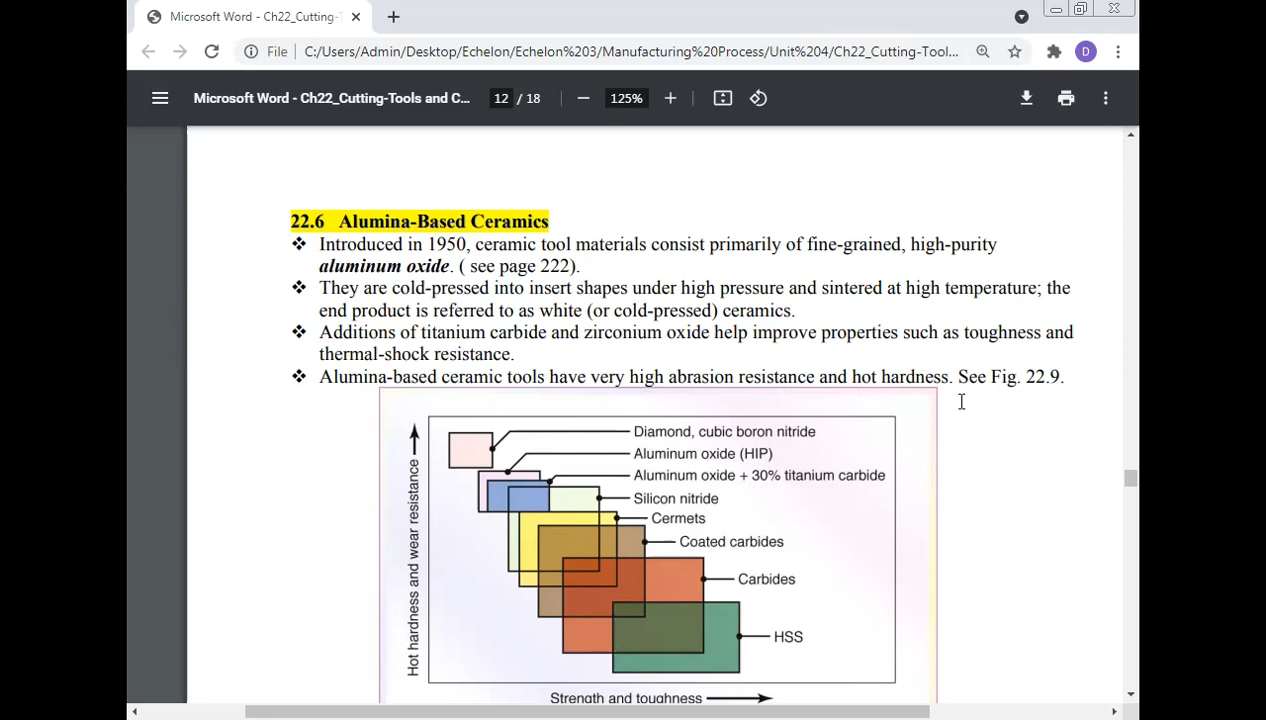 Microsoft Word - Ch22_Cutting-T
File C:/Users/Admin/Desktop/Echelon/Echelon%203/Manufacturing%20Process/Unit%204/Ch22_Cutting-Tool... D
Microsoft Word - Ch22_Cutting-Tools and C... 12 / 18 125%
22.6 Alumina-Based Ceramics
❖ Introduced in 1950, ceramic tool materials consist primarily of fine-grained, high-purity
aluminum oxide. ( see page 222).
❖ They are cold-pressed into insert shapes under high pressure and sintered at high temperature; the
end product is referred to as white (or cold-pressed) ceramics.
❖ Additions of titanium carbide and zirconium oxide help improve properties such as toughness and
thermal-shock resistance.
❖ Alumina-based ceramic tools have very high abrasion resistance and hot hardness. See Fig. 22.9.
Hot hardness and wear resistance
Diamond, cubic boron nitride
Aluminum oxide (HIP)
Aluminum oxide + 30% titanium carbide
Silicon nitride
Cermets
Coated carbides
Carbides
HSS
Strength and toughness